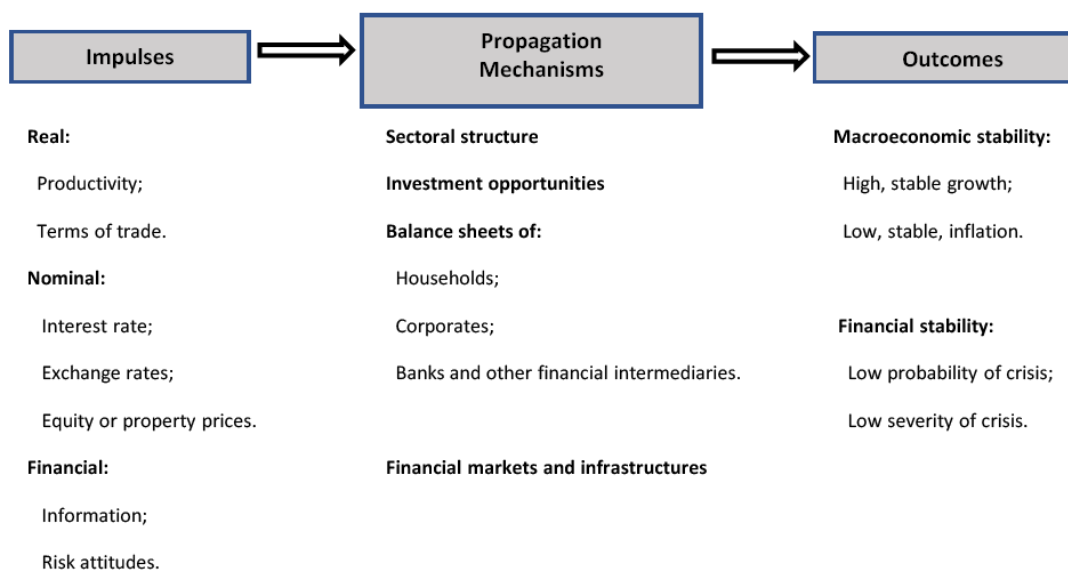 Impulses
Propagation
Mechanisms
Outcomes
Real:
Productivity;
Terms of trade.
Nominal:
Interest rate;
Exchange rates;
Equity or property prices.
Financial:
Information;
Risk attitudes.
Sectoral structure
Investment opportunities
Balance sheets of:
Households;
Corporates;
Banks and other financial intermediaries.
Financial markets and infrastructures
Macroeconomic stability:
High, stable growth;
Low, stable, inflation.
Financial stability:
Low probability of crisis;
Low severity of crisis.